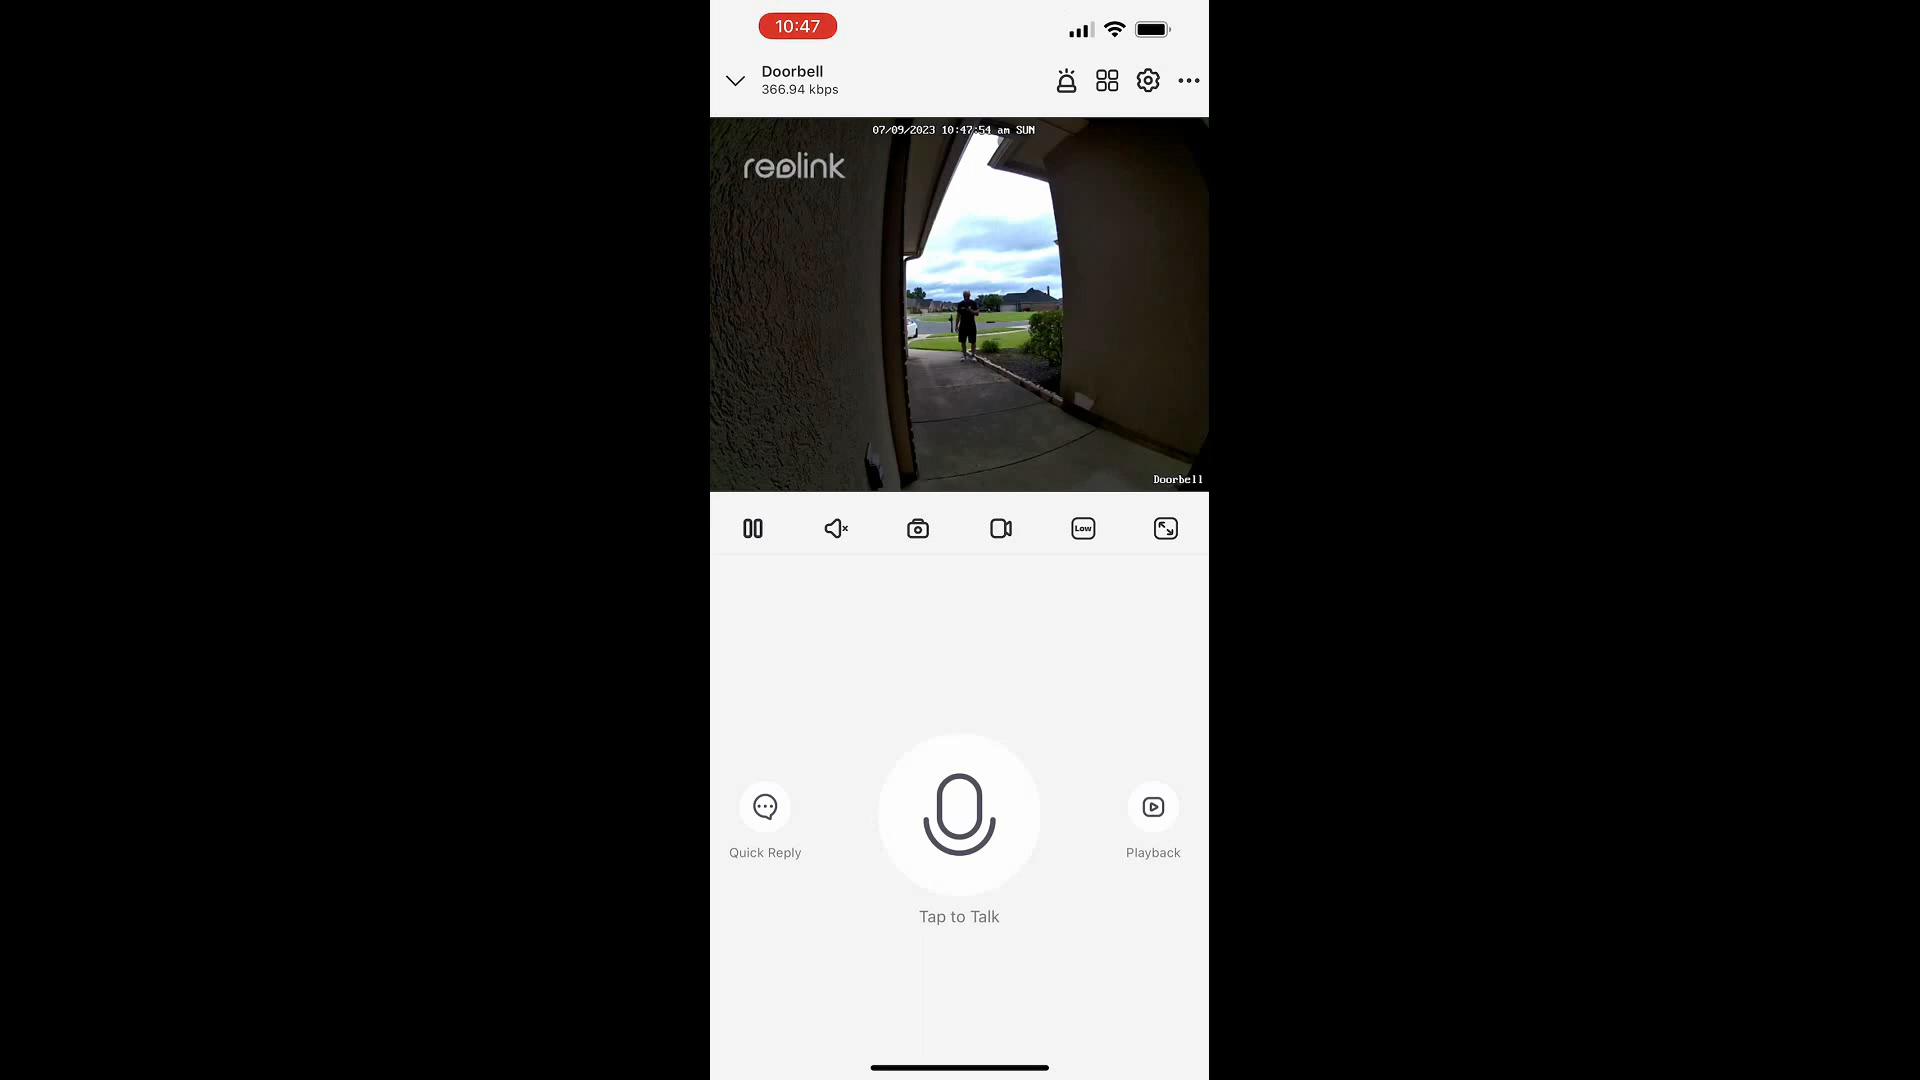 10:47
Doorbell
366.94 kbps
07/09/2023 10:47:54 am SUN
reolink
Doorbell
Low
Quick Reply
Playback
Tap to Talk